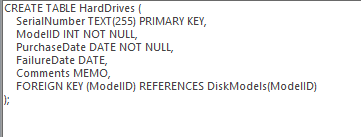 CREATE TABLE HardDrives (
    SerialNumber TEXT(255) PRIMARY KEY,
    ModelID INT NOT NULL,
    PurchaseDate DATE NOT NULL,
    FailureDate DATE,
    Comments MEMO,
    FOREIGN KEY (ModelID) REFERENCES DiskModels(ModelID)
);